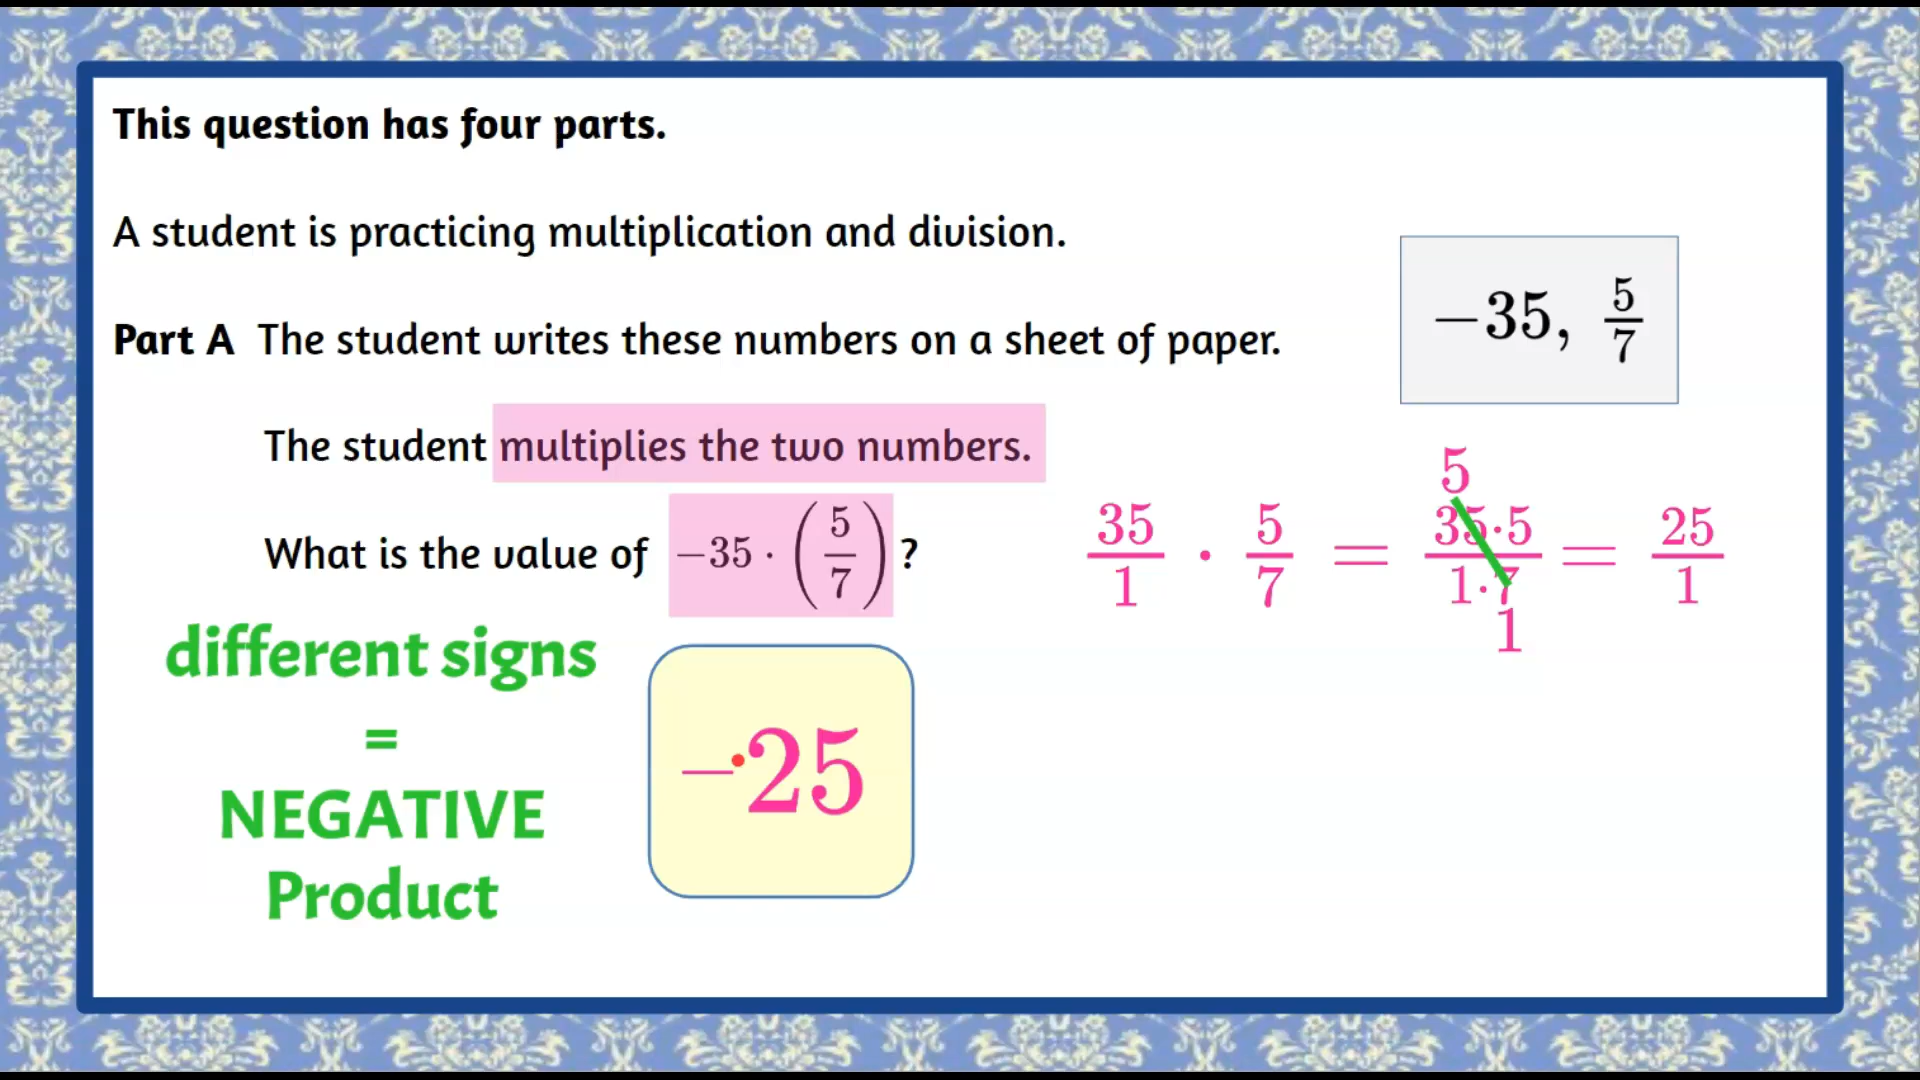 This question has four parts.
A student is practicing multiplication and division.
−35, 5/7
Part A The student writes these numbers on a sheet of paper.
The student multiplies the two numbers.
What is the value of −35 · (5/7) ?
35/1 · 5/7 = 35·5/1·7 = 25/1
5
1
different signs
=
NEGATIVE
Product
−25